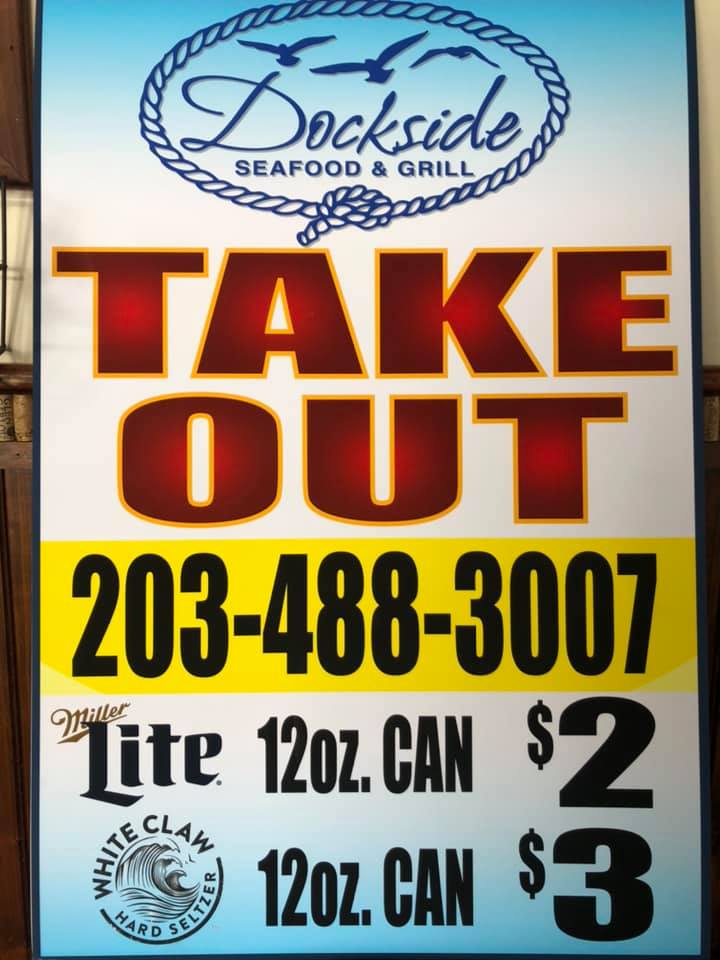 Dockside
SEAFOOD & GRILL
TAKE
OUT
203-488-3007
Miller
Lite 12oz. CAN $2
WHITE CLAW
HARD SELTZER
12oz. CAN $3